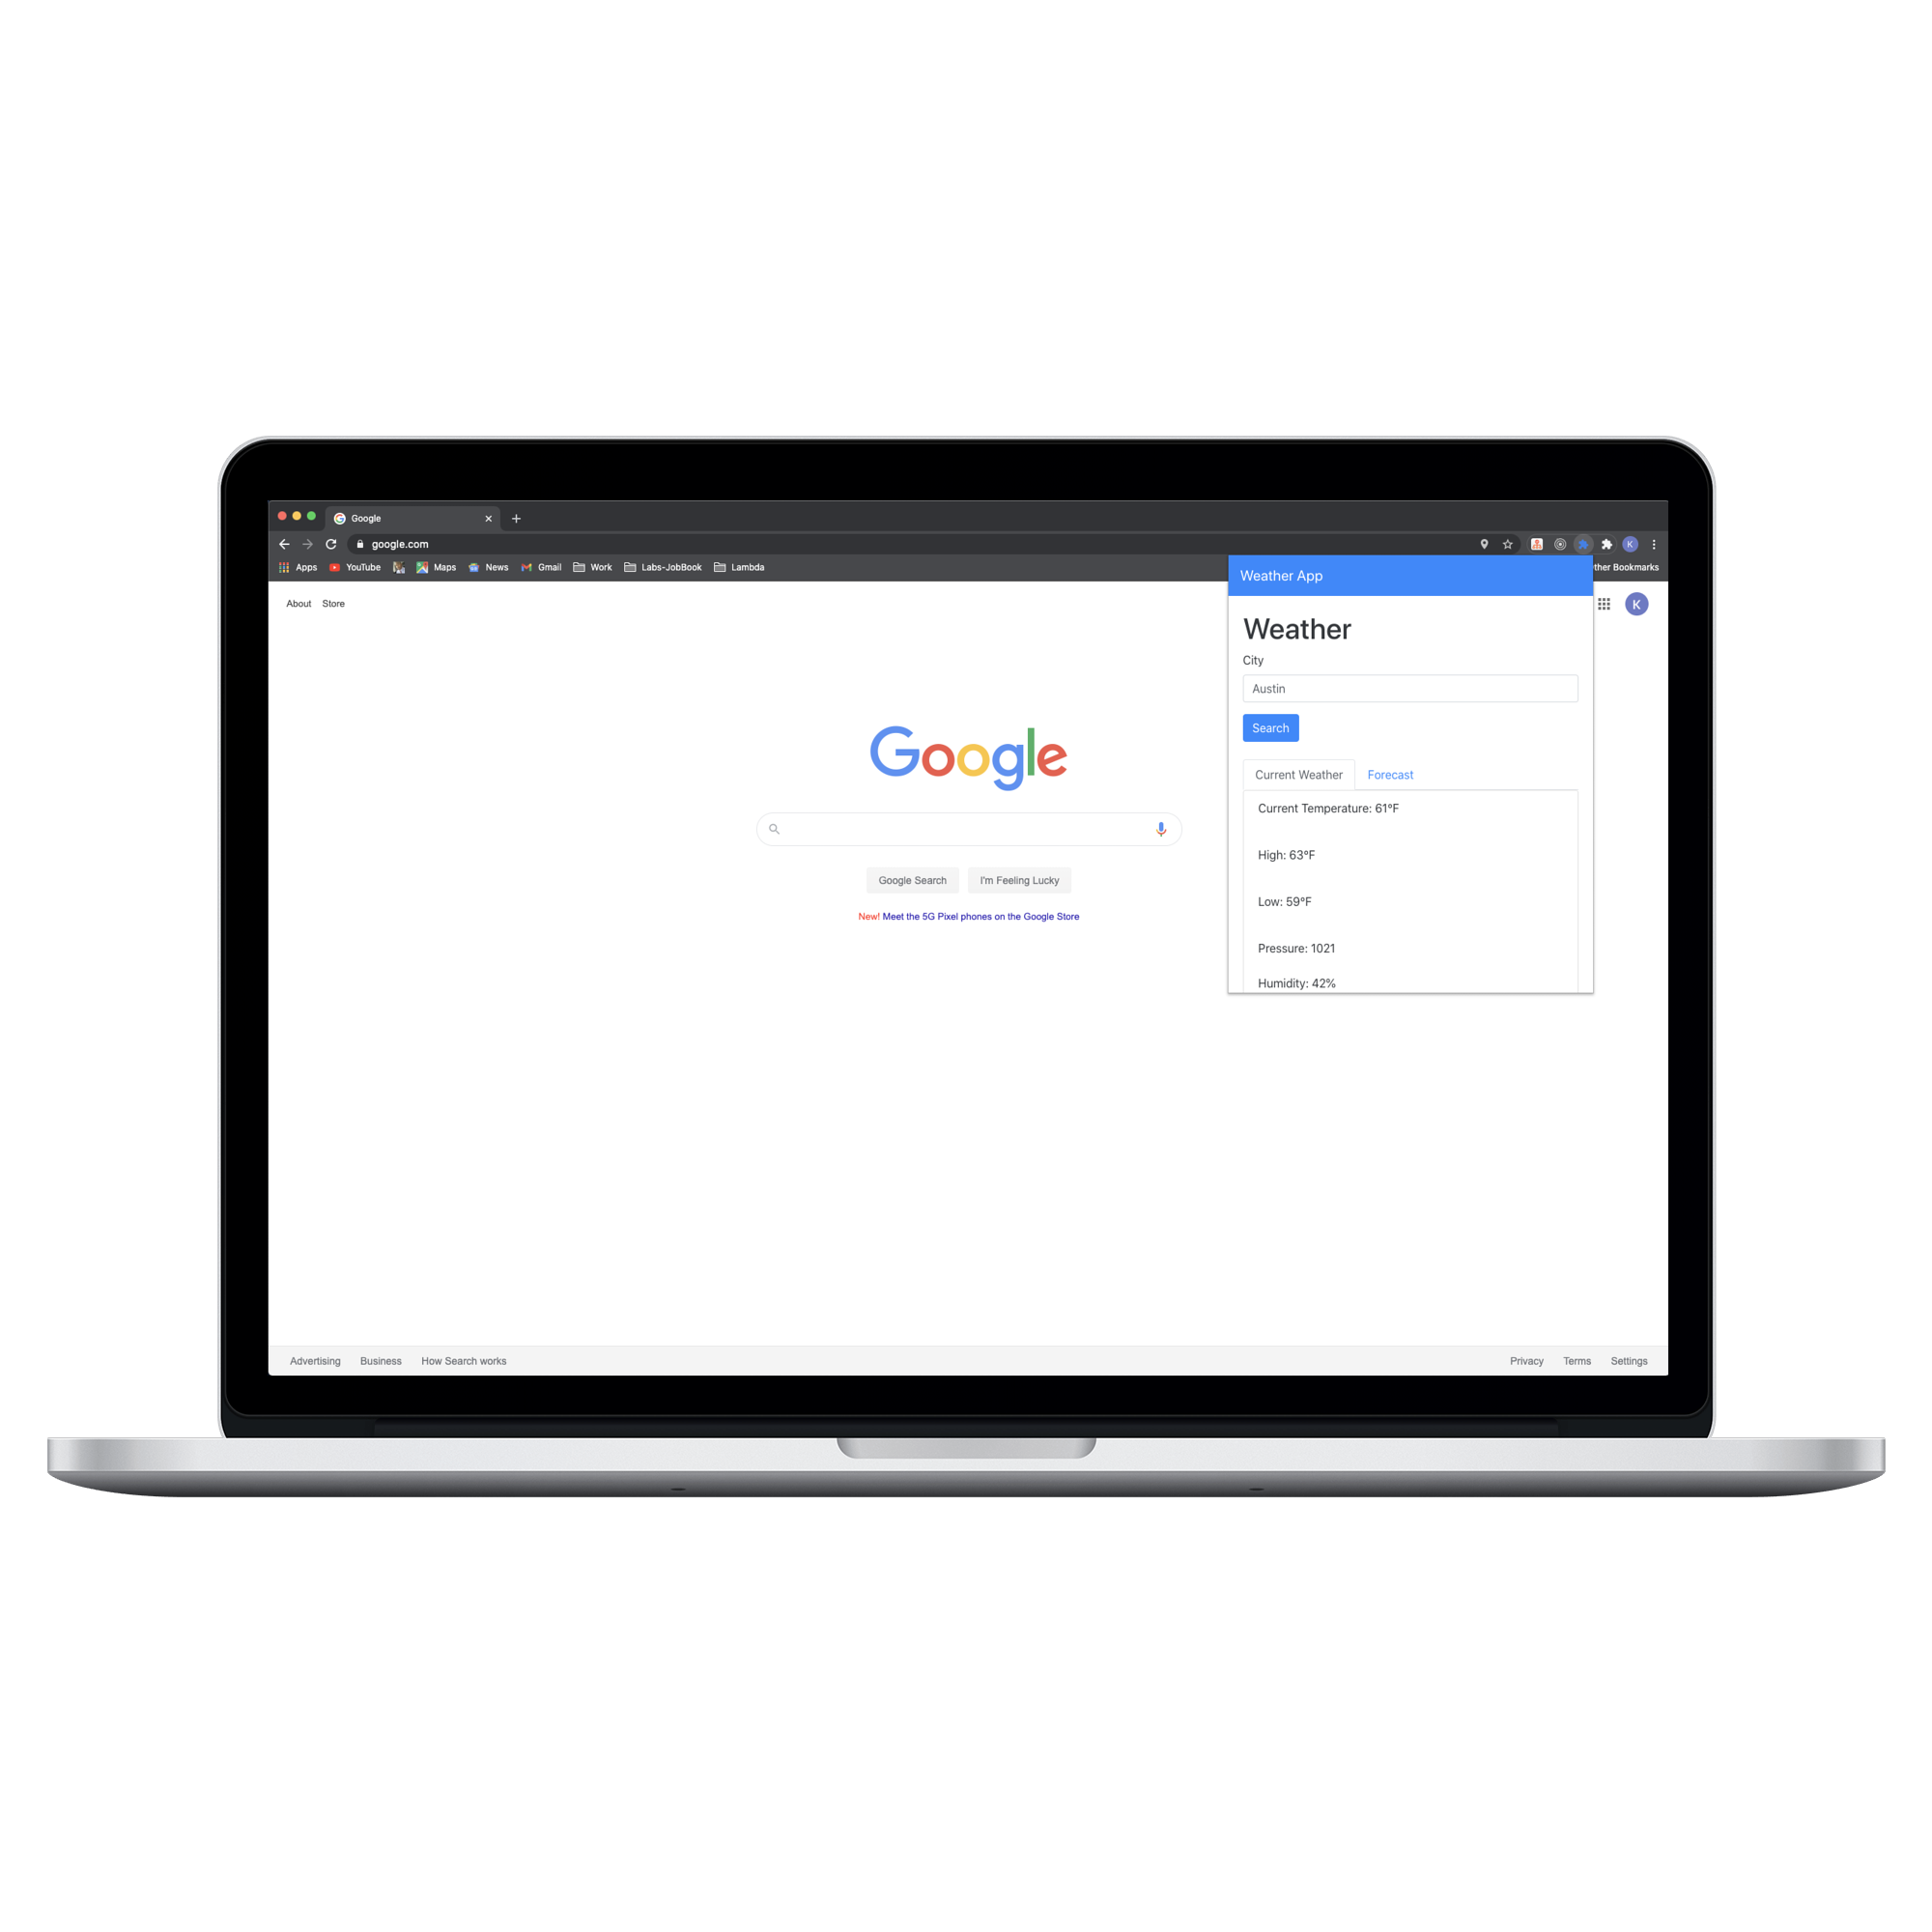 Google
google.com
K
Apps YouTube Maps News Gmail Work Labs-JobBook Lambda
ther Bookmarks
About Store
K
Google
Google Search I'm Feeling Lucky
New! Meet the 5G Pixel phones on the Google Store
Weather App
Weather
City
Austin
Search
Current Weather Forecast
Current Temperature: 61°F
High: 63°F
Low: 59°F
Pressure: 1021
Humidity: 42%
Advertising Business How Search works
Privacy Terms Settings